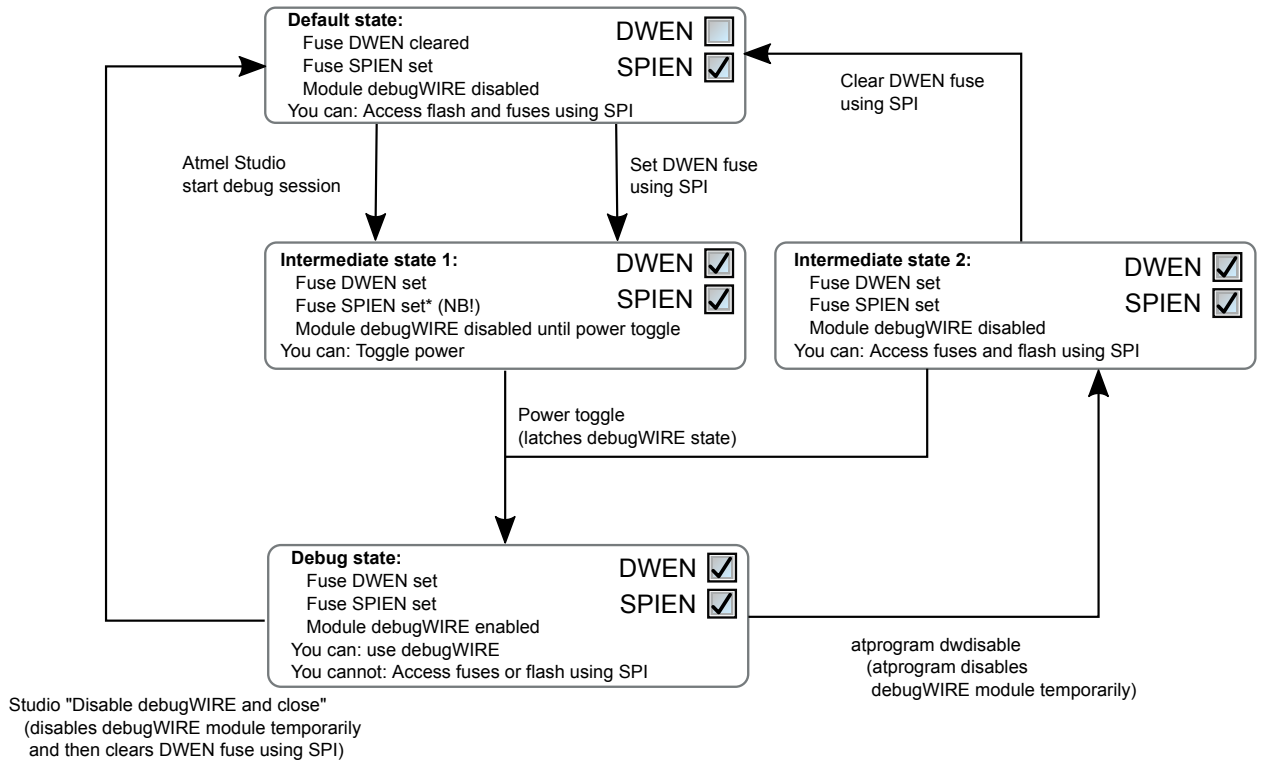 Default state:
Fuse DWEN cleared
Fuse SPIEN set
Module debugWIRE disabled
You can: Access flash and fuses using SPI
DWEN
SPIEN
Clear DWEN fuse
using SPI
Atmel Studio
start debug session
Set DWEN fuse
using SPI
Intermediate state 1:
Fuse DWEN set
Fuse SPIEN set* (NB!)
Module debugWIRE disabled until power toggle
You can: Toggle power
DWEN
SPIEN
Intermediate state 2:
Fuse DWEN set
Fuse SPIEN set
Module debugWIRE disabled
You can: Access fuses and flash using SPI
DWEN
SPIEN
Power toggle
(latches debugWIRE state)
Debug state:
Fuse DWEN set
Fuse SPIEN set
Module debugWIRE enabled
You can: use debugWIRE
You cannot: Access fuses or flash using SPI
DWEN
SPIEN
atprogram dwdisable
(atprogram disables
debugWIRE module temporarily)
Studio "Disable debugWIRE and close"
(disables debugWIRE module temporarily
and then clears DWEN fuse using SPI)